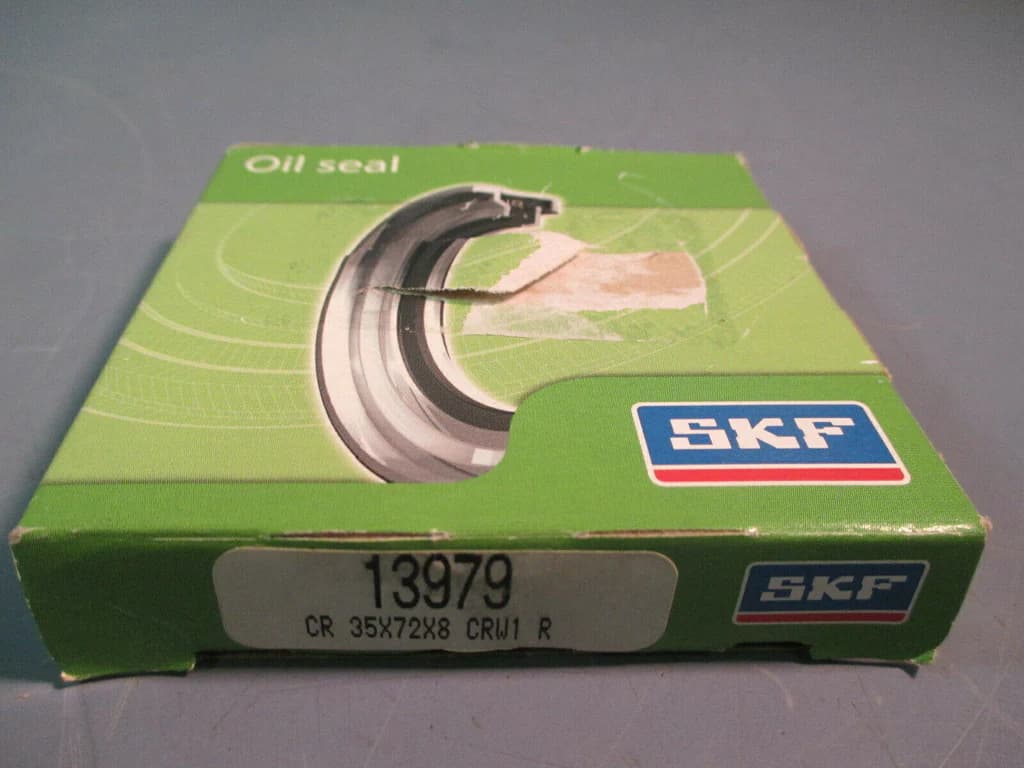 Oil seal
SKF
13979
CR 35X72X8 CRW1 R
SKF